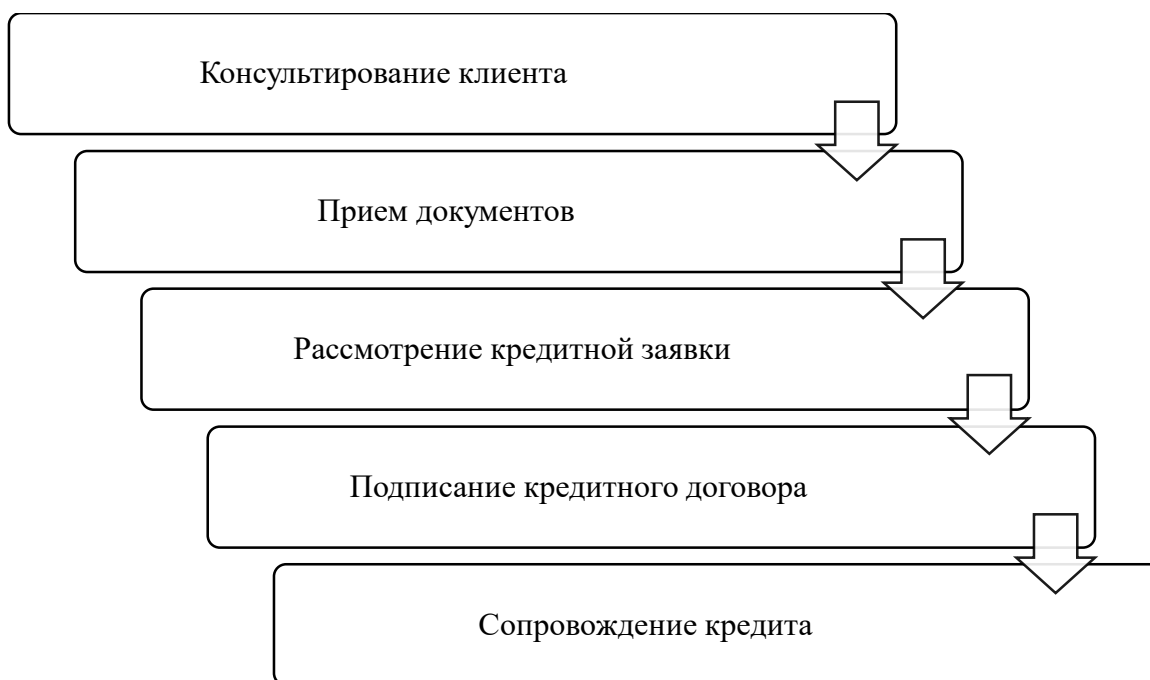 Консультирование клиента
Прием документов
Рассмотрение кредитной заявки
Подписание кредитного договора
Сопровождение кредита